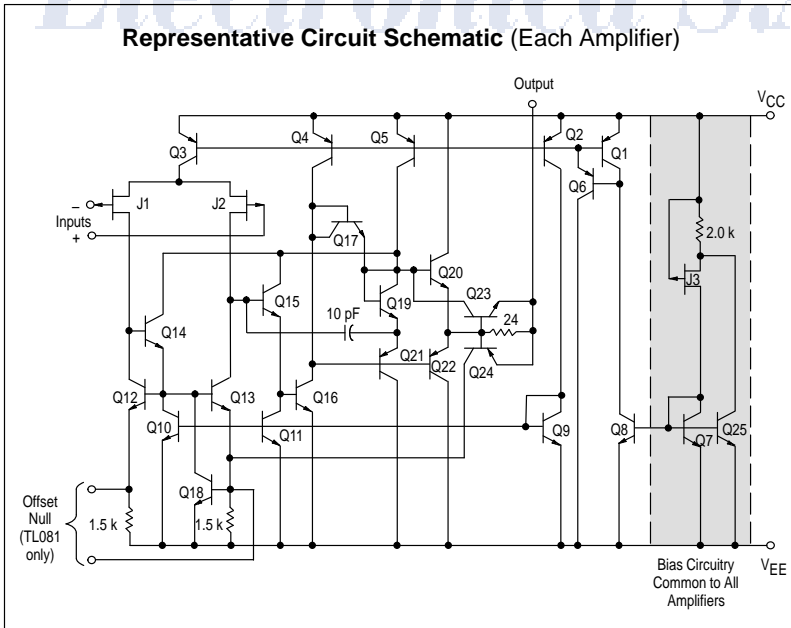 Electronica S.A
Representative Circuit Schematic (Each Amplifier)
Output
VCC
Q3
Q4
Q5
Q2
Q1
Q6
–
J1
J2
Inputs
+
Q17
2.0 k
Q20
J3
Q15
Q19
Q23
10 pF
24
Q14
Q21
Q22
Q24
Q12
Q13
Q16
Q10
Q11
Q9
Q8
Q7
Q25
Q18
Offset
Null
(TL081
only)
1.5 k
1.5 k
VEE
Bias Circuitry
Common to All
Amplifiers